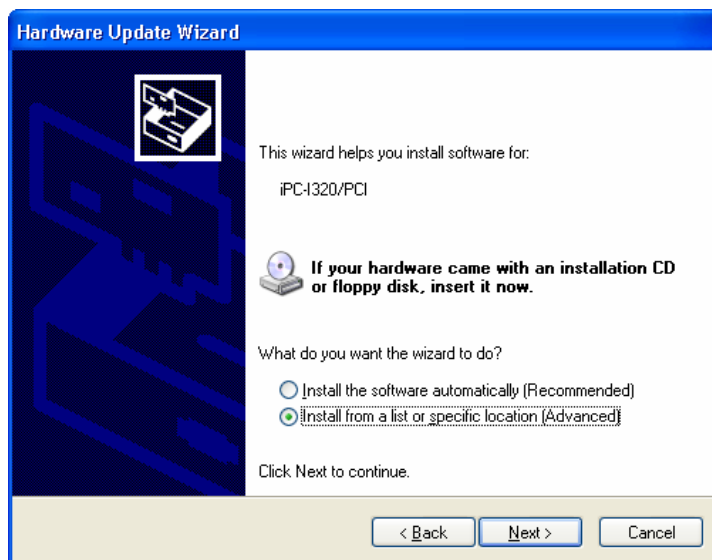 Hardware Update Wizard
This wizard helps you install software for:
iPC-I320/PCI
If your hardware came with an installation CD
or floppy disk, insert it now.
What do you want the wizard to do?
Install the software automatically (Recommended)
Install from a list or specific location (Advanced)
Click Next to continue.
< Back Next > Cancel